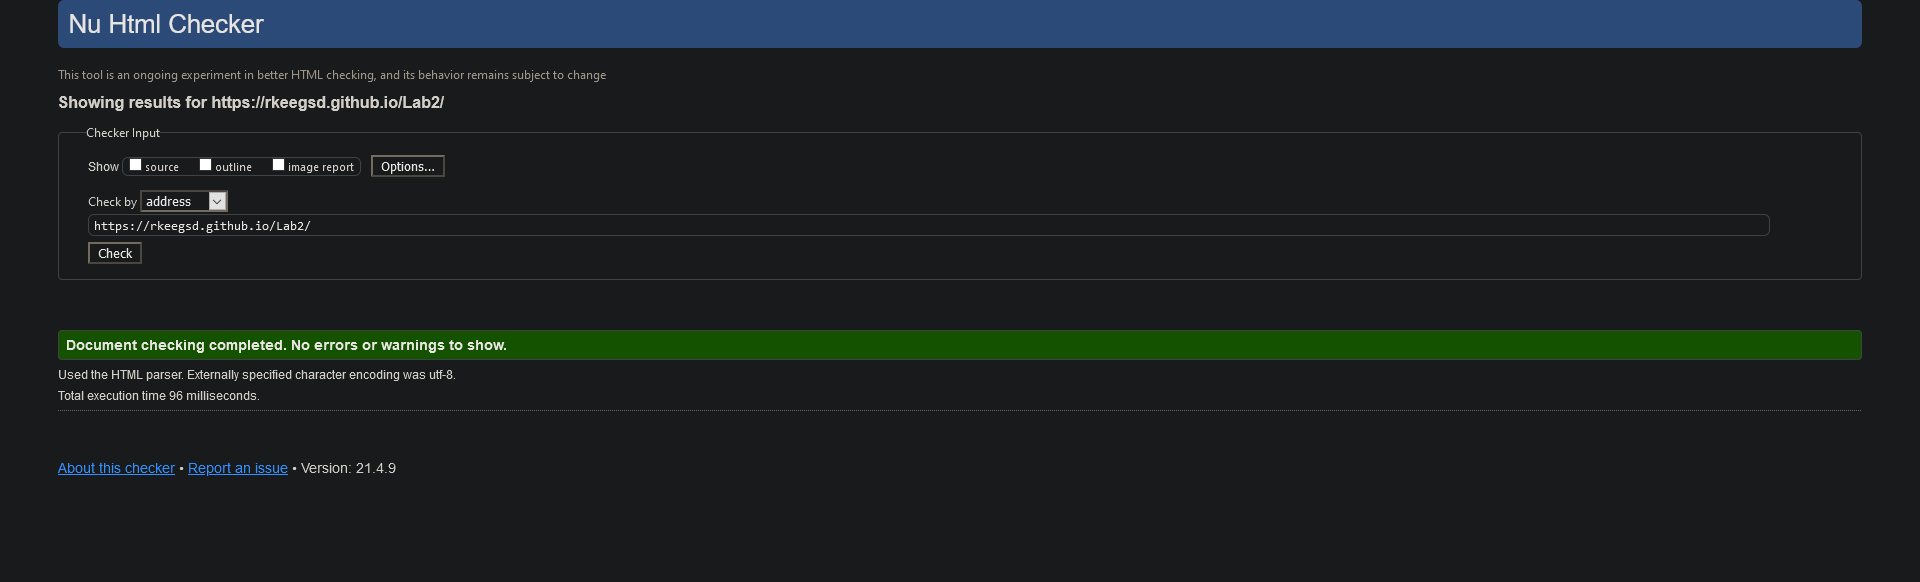 Nu Html Checker
This tool is an ongoing experiment in better HTML checking, and its behavior remains subject to change
Showing results for https://rkeegsd.github.io/Lab2/
Checker Input
Show source outline image report Options...
Check by address
https://rkeegsd.github.io/Lab2/
Check
Document checking completed. No errors or warnings to show.
Used the HTML parser. Externally specified character encoding was utf-8.
Total execution time 96 milliseconds.
About this checker • Report an issue • Version: 21.4.9